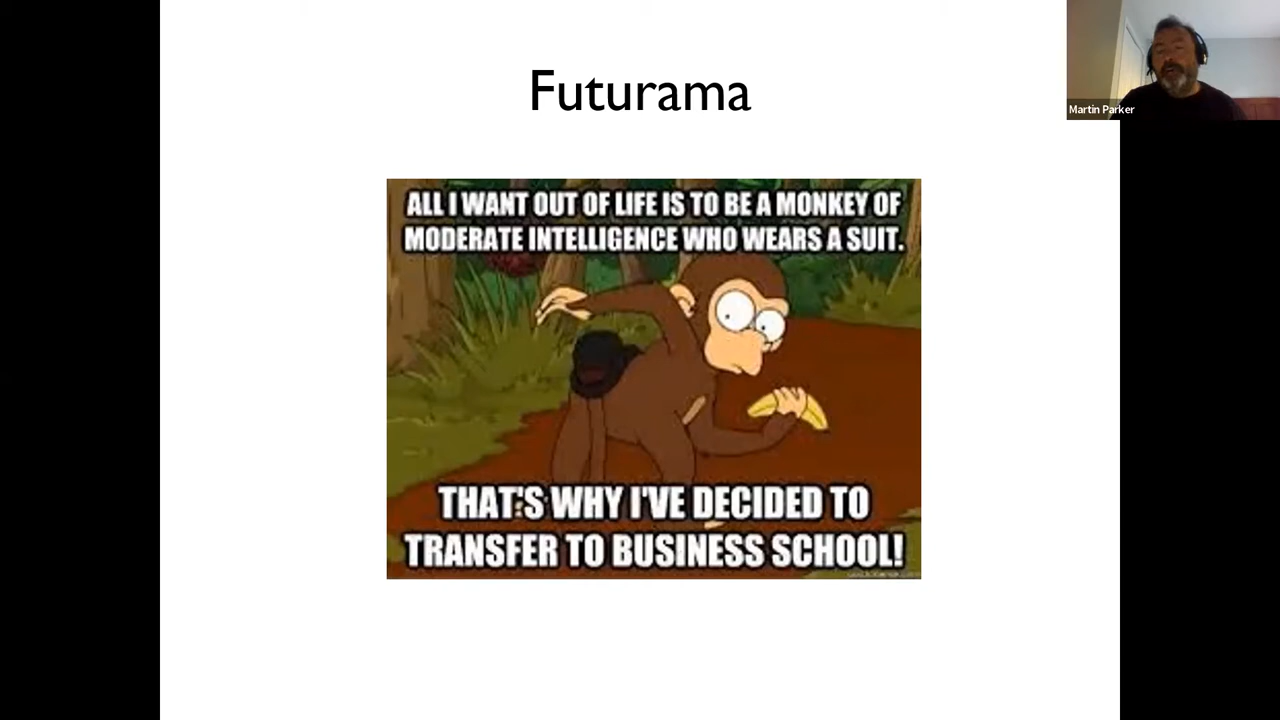 Futurama
Martin Parker
ALL I WANT OUT OF LIFE IS TO BE A MONKEY OF
MODERATE INTELLIGENCE WHO WEARS A SUIT.
THAT'S WHY I'VE DECIDED TO
TRANSFER TO BUSINESS SCHOOL!